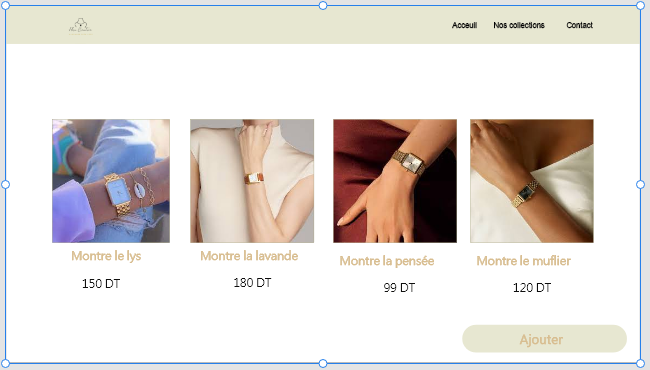 Acceuil Nos collections Contact
Montre le lys
Montre la lavande
Montre la pensée
Montre le muflier
150 DT
180 DT
99 DT
120 DT
Ajouter